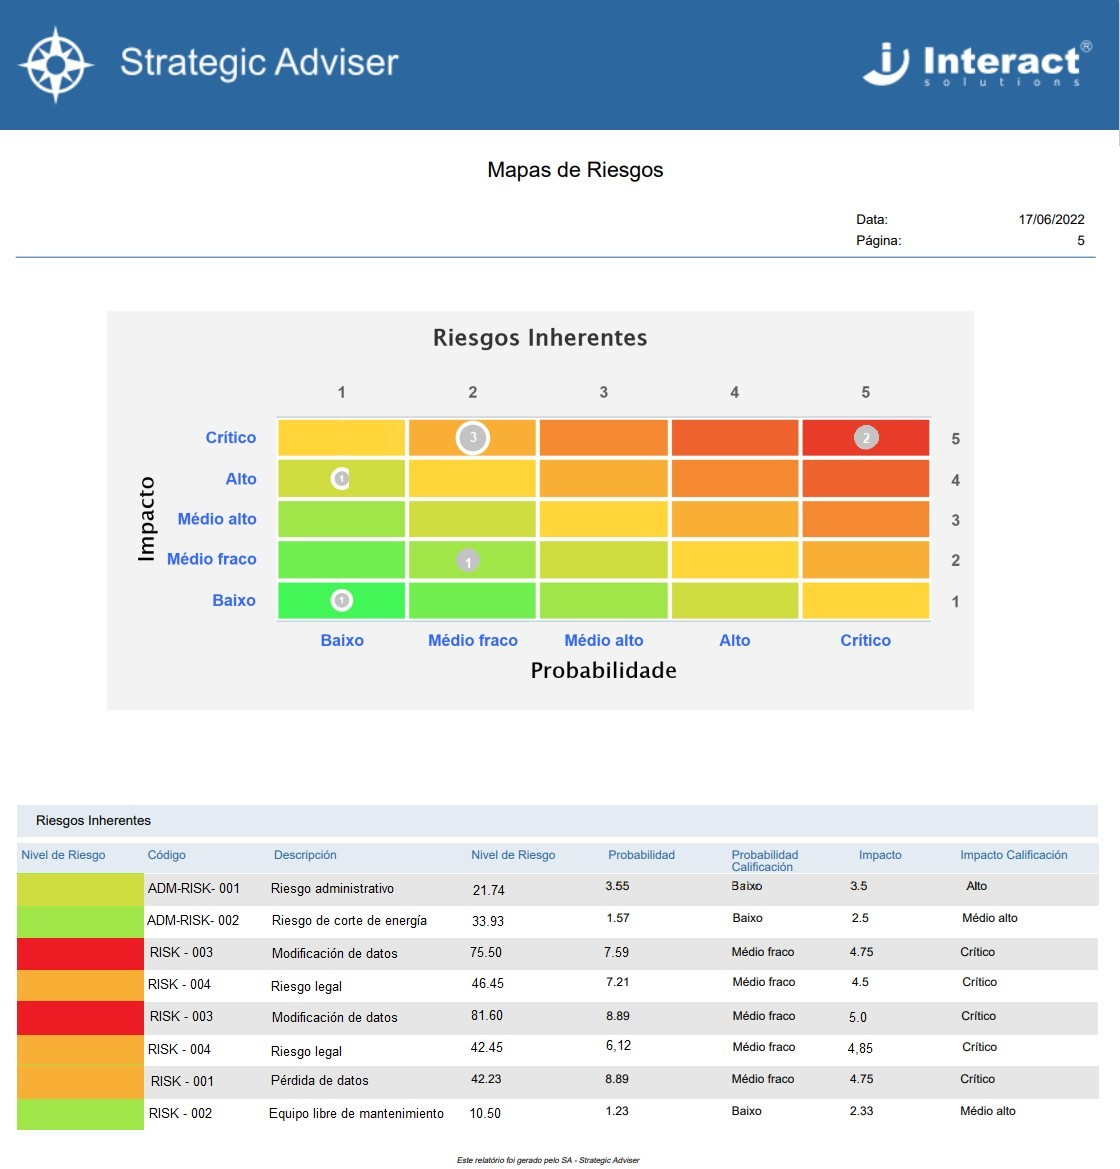 Strategic Adviser
Interact®
solutions
Mapas de Riesgos
Data: 17/06/2022
Página: 5
Riesgos Inherentes
1 2 3 4 5
Crítico 3 2 5
Alto 1 4
Médio alto 3
Médio fraco 1 2
Baixo 1 1
Impacto
Baixo Médio fraco Médio alto Alto Crítico
Probabilidade
Riesgos Inherentes
Nivel de Riesgo Código Descripción Nivel de Riesgo Probabilidad Probabilidad Calificación Impacto Impacto Calificación
ADM-RISK- 001 Riesgo administrativo 21.74 3.55 Baixo 3.5 Alto
ADM-RISK- 002 Riesgo de corte de energía 33.93 1.57 Baixo 2.5 Médio alto
RISK - 003 Modificación de datos 75.50 7.59 Médio fraco 4.75 Crítico
RISK - 004 Riesgo legal 46.45 7.21 Médio fraco 4.5 Crítico
RISK - 003 Modificación de datos 81.60 8.89 Médio fraco 5.0 Crítico
RISK - 004 Riesgo legal 42.45 6,12 Médio fraco 4,85 Crítico
RISK - 001 Pérdida de datos 42.23 8.89 Médio fraco 4.75 Crítico
RISK - 002 Equipo libre de mantenimiento 10.50 1.23 Baixo 2.33 Médio alto
Este relatório foi gerado pelo SA - Strategic Adviser